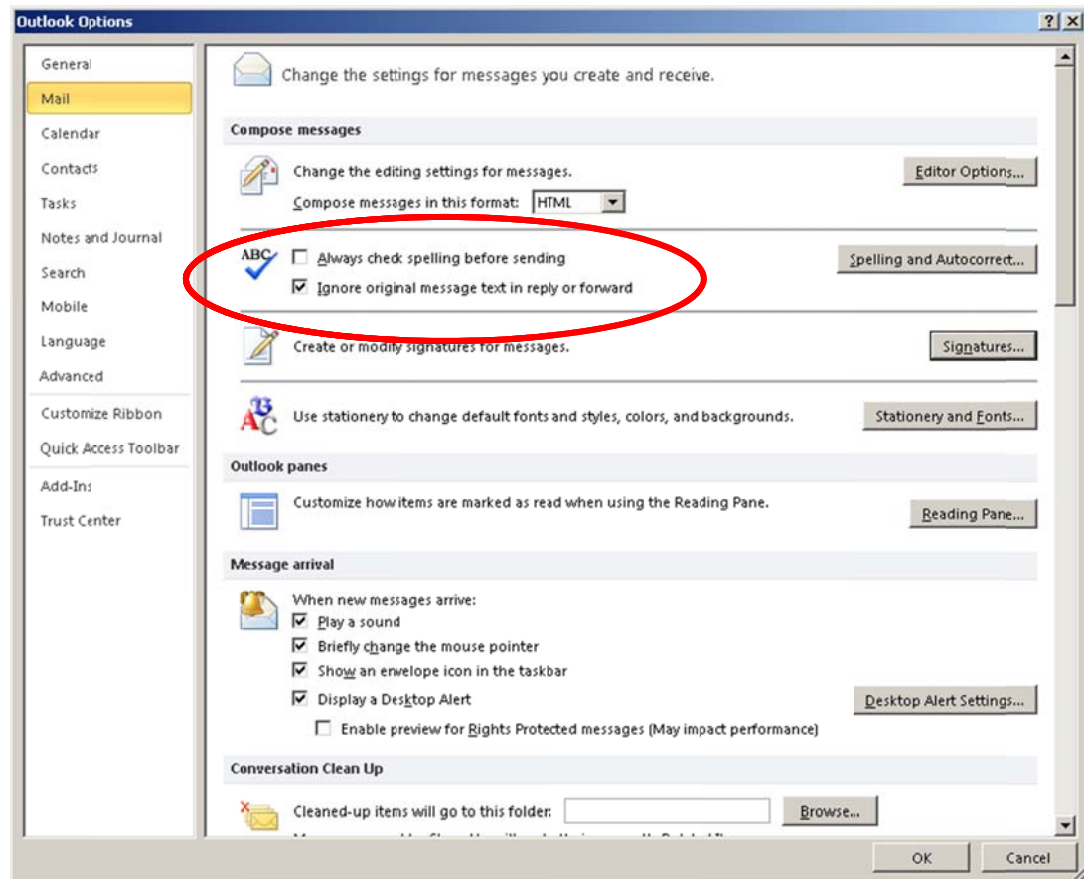 Outlook Options
General
Mail
Calendar
Contacts
Tasks
Notes and Journal
Search
Mobile
Language
Advanced
Customize Ribbon
Quick Access Toolbar
Add-Ins
Trust Center
Change the settings for messages you create and receive.
Compose messages
Change the editing settings for messages.
Editor Options...
Compose messages in this format: HTML
ABC
Always check spelling before sending
Spelling and Autocorrect...
Ignore original message text in reply or forward
Create or modify signatures for messages.
Signatures...
Use stationery to change default fonts and styles, colors, and backgrounds.
Stationery and Fonts...
Outlook panes
Customize how items are marked as read when using the Reading Pane.
Reading Pane...
Message arrival
When new messages arrive:
Play a sound
Briefly change the mouse pointer
Show an envelope icon in the taskbar
Display a Desktop Alert
Desktop Alert Settings...
Enable preview for Rights Protected messages (May impact performance)
Conversation Clean Up
Cleaned-up items will go to this folder:
Browse...
OK
Cancel